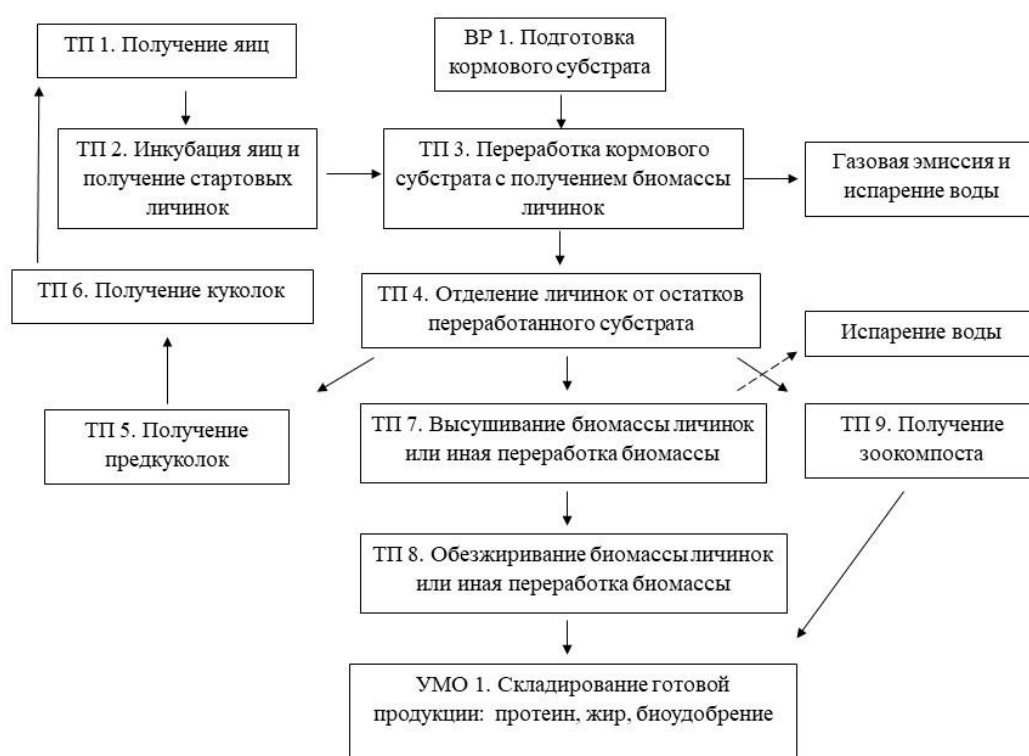 ТП 1. Получение яиц
ВР 1. Подготовка
кормового субстрата
ТП 2. Инкубация яиц и
получение стартовых
личинок
ТП 3. Переработка кормового
субстрата с получением биомассы
личинок
Газовая эмиссия и
испарение воды
ТП 6. Получение куколок
ТП 4. Отделение личинок от остатков
переработанного субстрата
Испарение воды
ТП 5. Получение
предкуколок
ТП 7. Высушивание биомассы личинок
или иная переработка биомассы
ТП 9. Получение
зоокомпоста
ТП 8. Обезжиривание биомассы личинок
или иная переработка биомассы
УМО 1. Складирование готовой
продукции: протеин, жир, биоудобрение